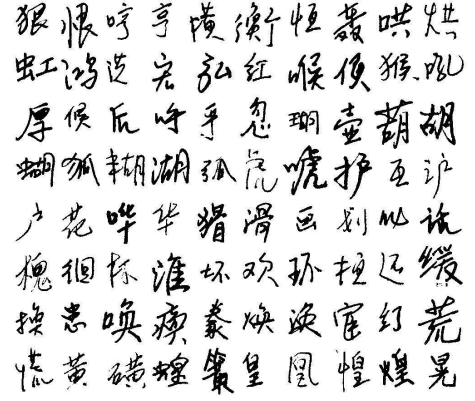 狠恨哼亨横衡恒轰哄烘
虹鸿洪宏弘红喉侯猴吼
厚候后呼乎忽瑚壶葫胡
蝴狐糊湖弧虎唬护互沪
户花哗华猾滑画划化话
槐徊怀淮坏欢环桓还缓
换患唤痪豢焕涣宦幻荒
慌黄磺蝗簧皇凰惶煌晃